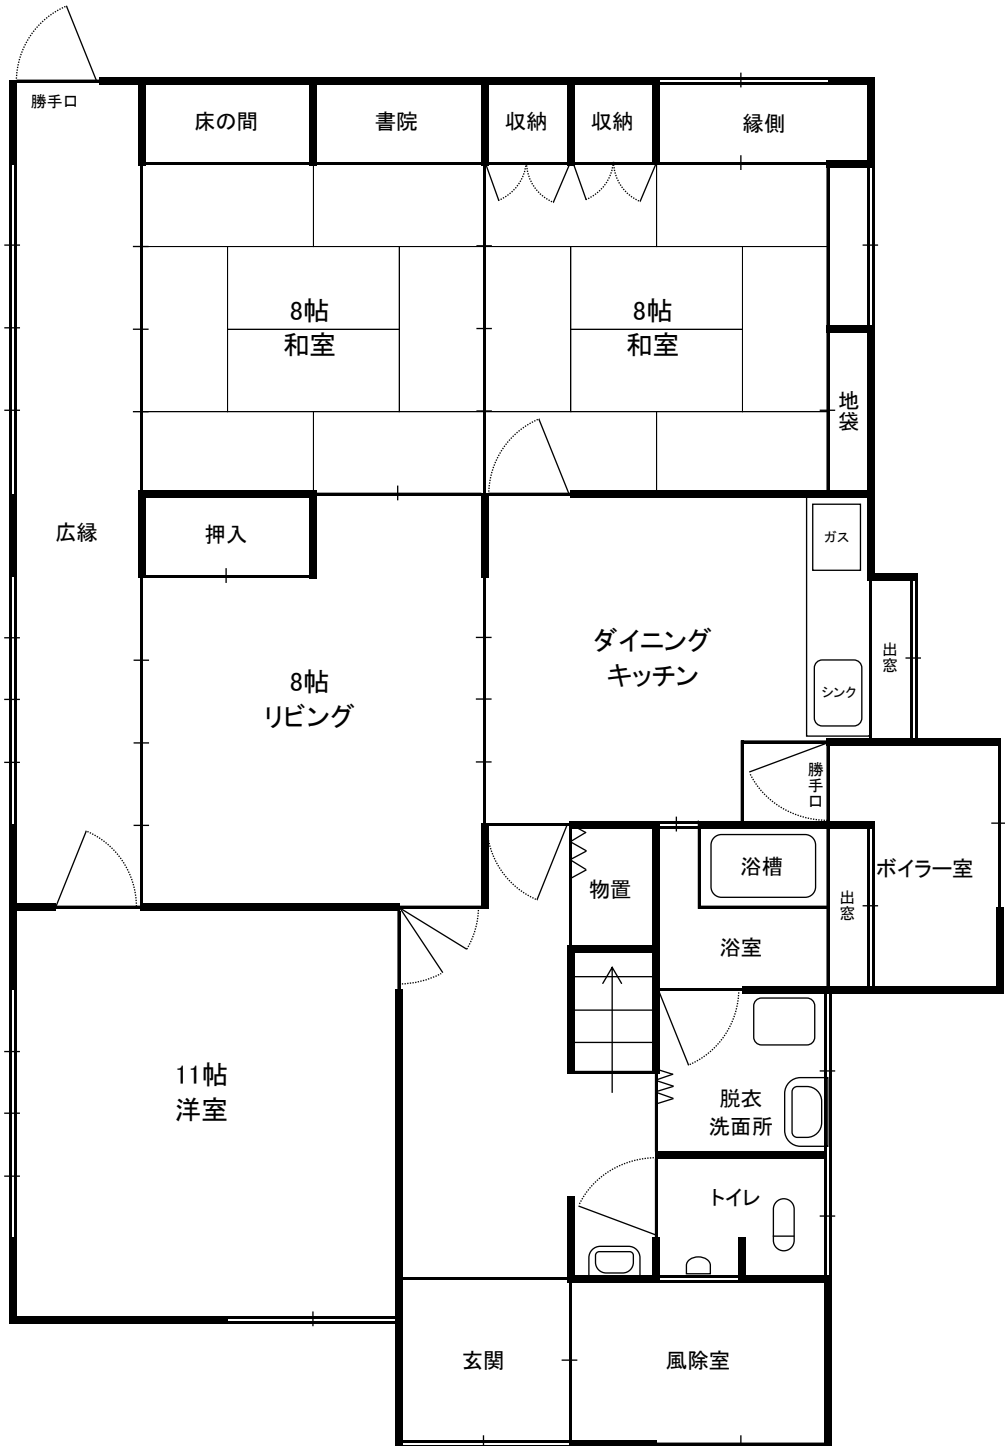 勝手口
床の間
書院
収納
収納
縁側
8帖
和室
8帖
和室
地袋
広縁
押入
ガス
ダイニング
キッチン
出窓
シンク
8帖
リビング
勝手口
ボイラー室
浴槽
物置
出窓
浴室
11帖
洋室
脱衣
洗面所
トイレ
玄関
風除室